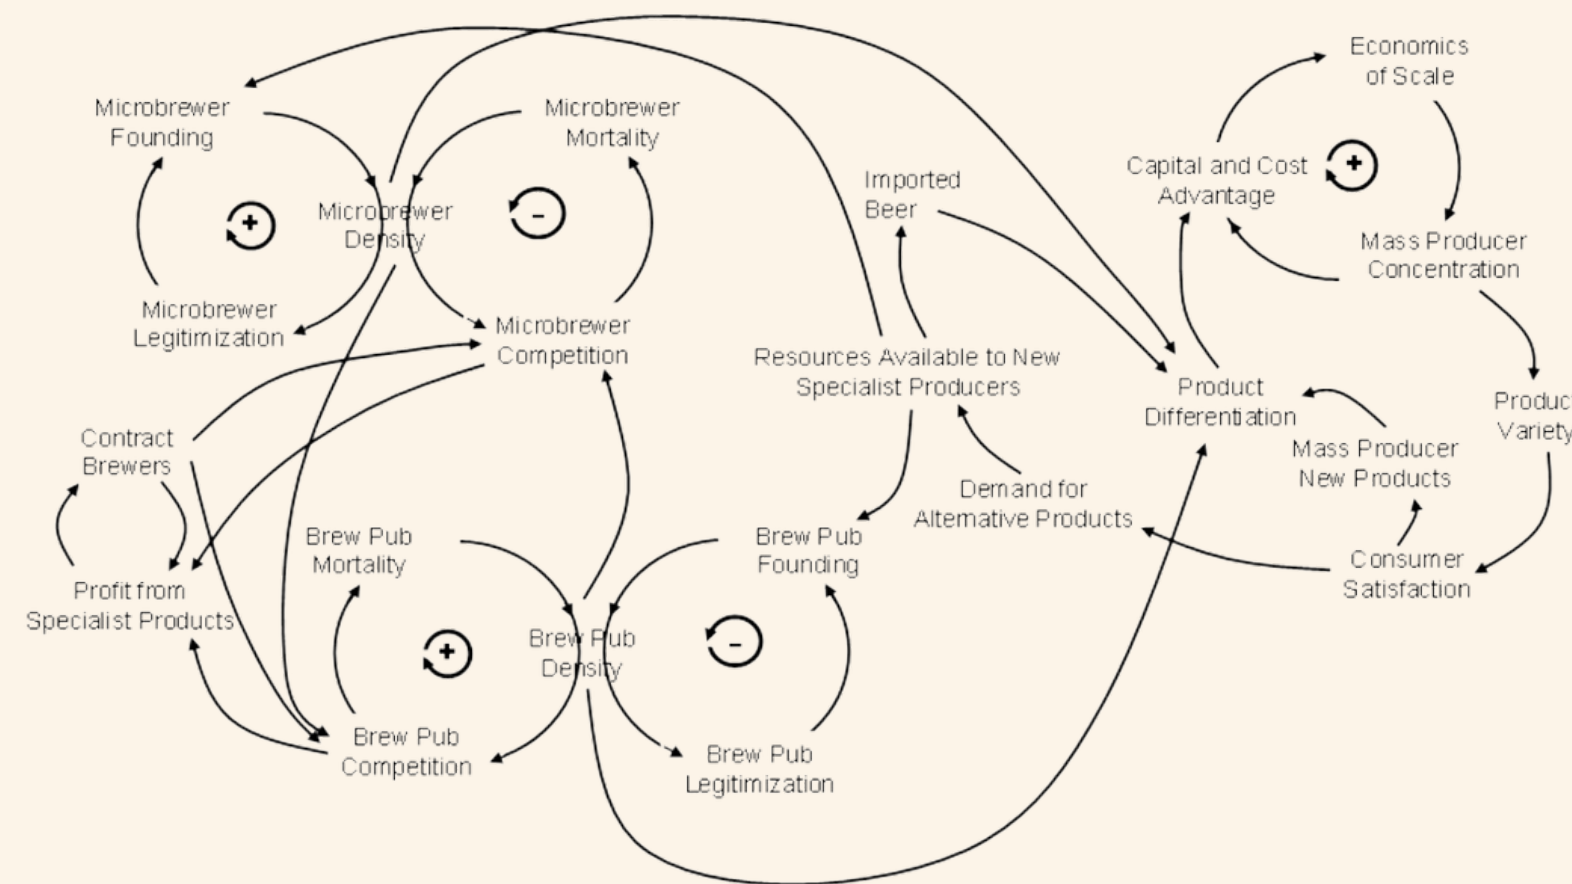 Economics
of Scale
Microbrewer
Founding
Microbrewer
Mortality
Capital and Cost
Advantage
+
Imported
Beer
Microbrewer
Density
+
-
Mass Producer
Concentration
Microbrewer
Legitimization
Microbrewer
Competition
Resources Available to New
Specialist Producers
Product
Differentiation
Product
Variety
Contract
Brewers
Mass Producer
New Products
Demand for
Alternative Products
Brew Pub
Mortality
Brew Pub
Founding
Consumer
Satisfaction
Profit from
Specialist Products
+
Brew Pub
Density
-
Brew Pub
Competition
Brew Pub
Legitimization